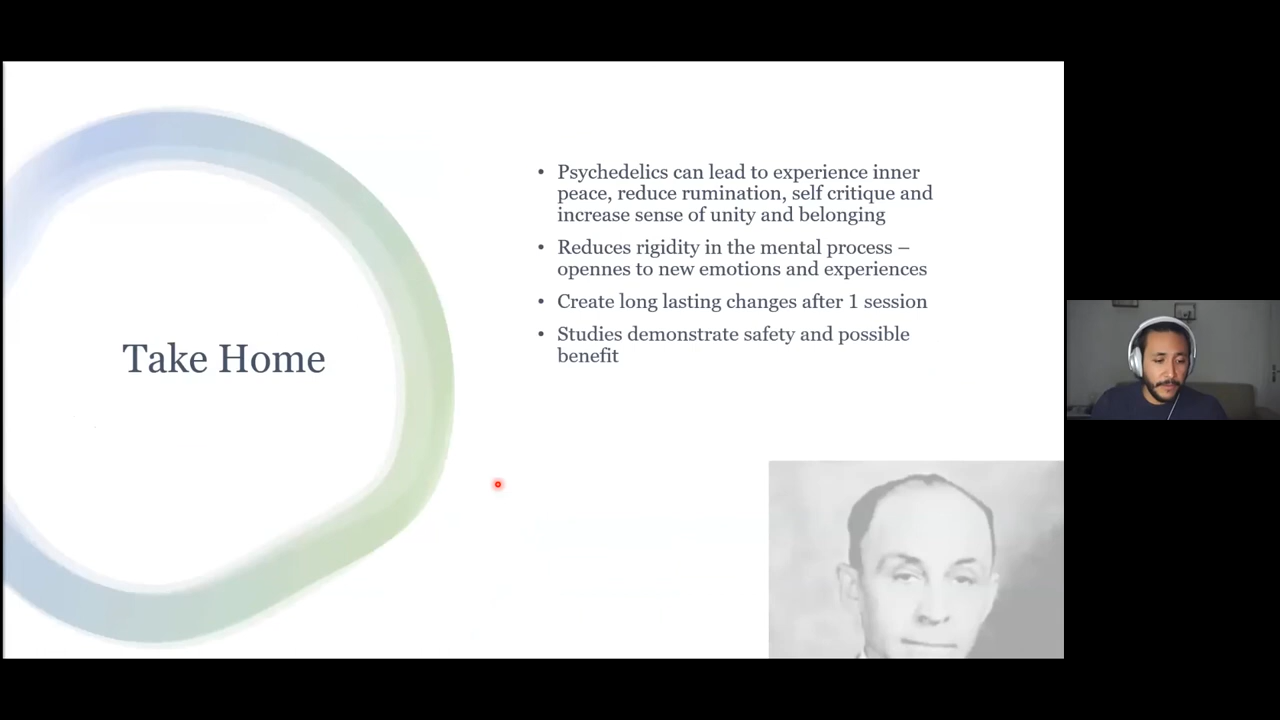 Take Home
• Psychedelics can lead to experience inner
peace, reduce rumination, self critique and
increase sense of unity and belonging
• Reduces rigidity in the mental process –
opennes to new emotions and experiences
• Create long lasting changes after 1 session
• Studies demonstrate safety and possible
benefit